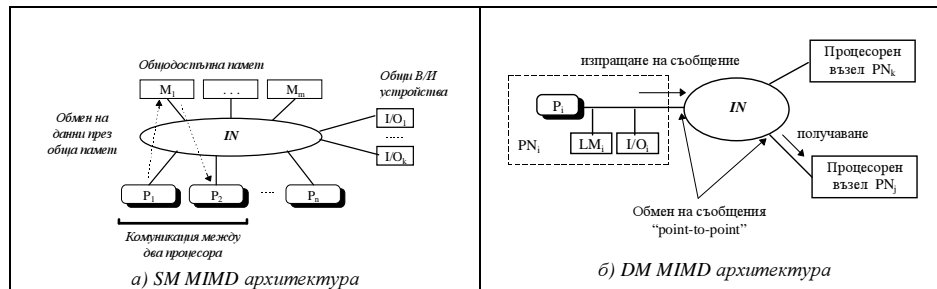 Общодостъпна памет
M1 . . . Mm
Общи В/И
устройства
Обмен на
данни през
обща памет
IN
I/O1
......
I/Ok
P1 P2 .... Pn
Комуникация между
два процесора
а) SM MIMD архитектура
изпращане на съобщение
Процесорен
възел PNk
Pi
IN
PNi
LMi I/Oi
получаване
Процесорен
възел PNj
Обмен на съобщения
“point-to-point”
б) DM MIMD архитектура